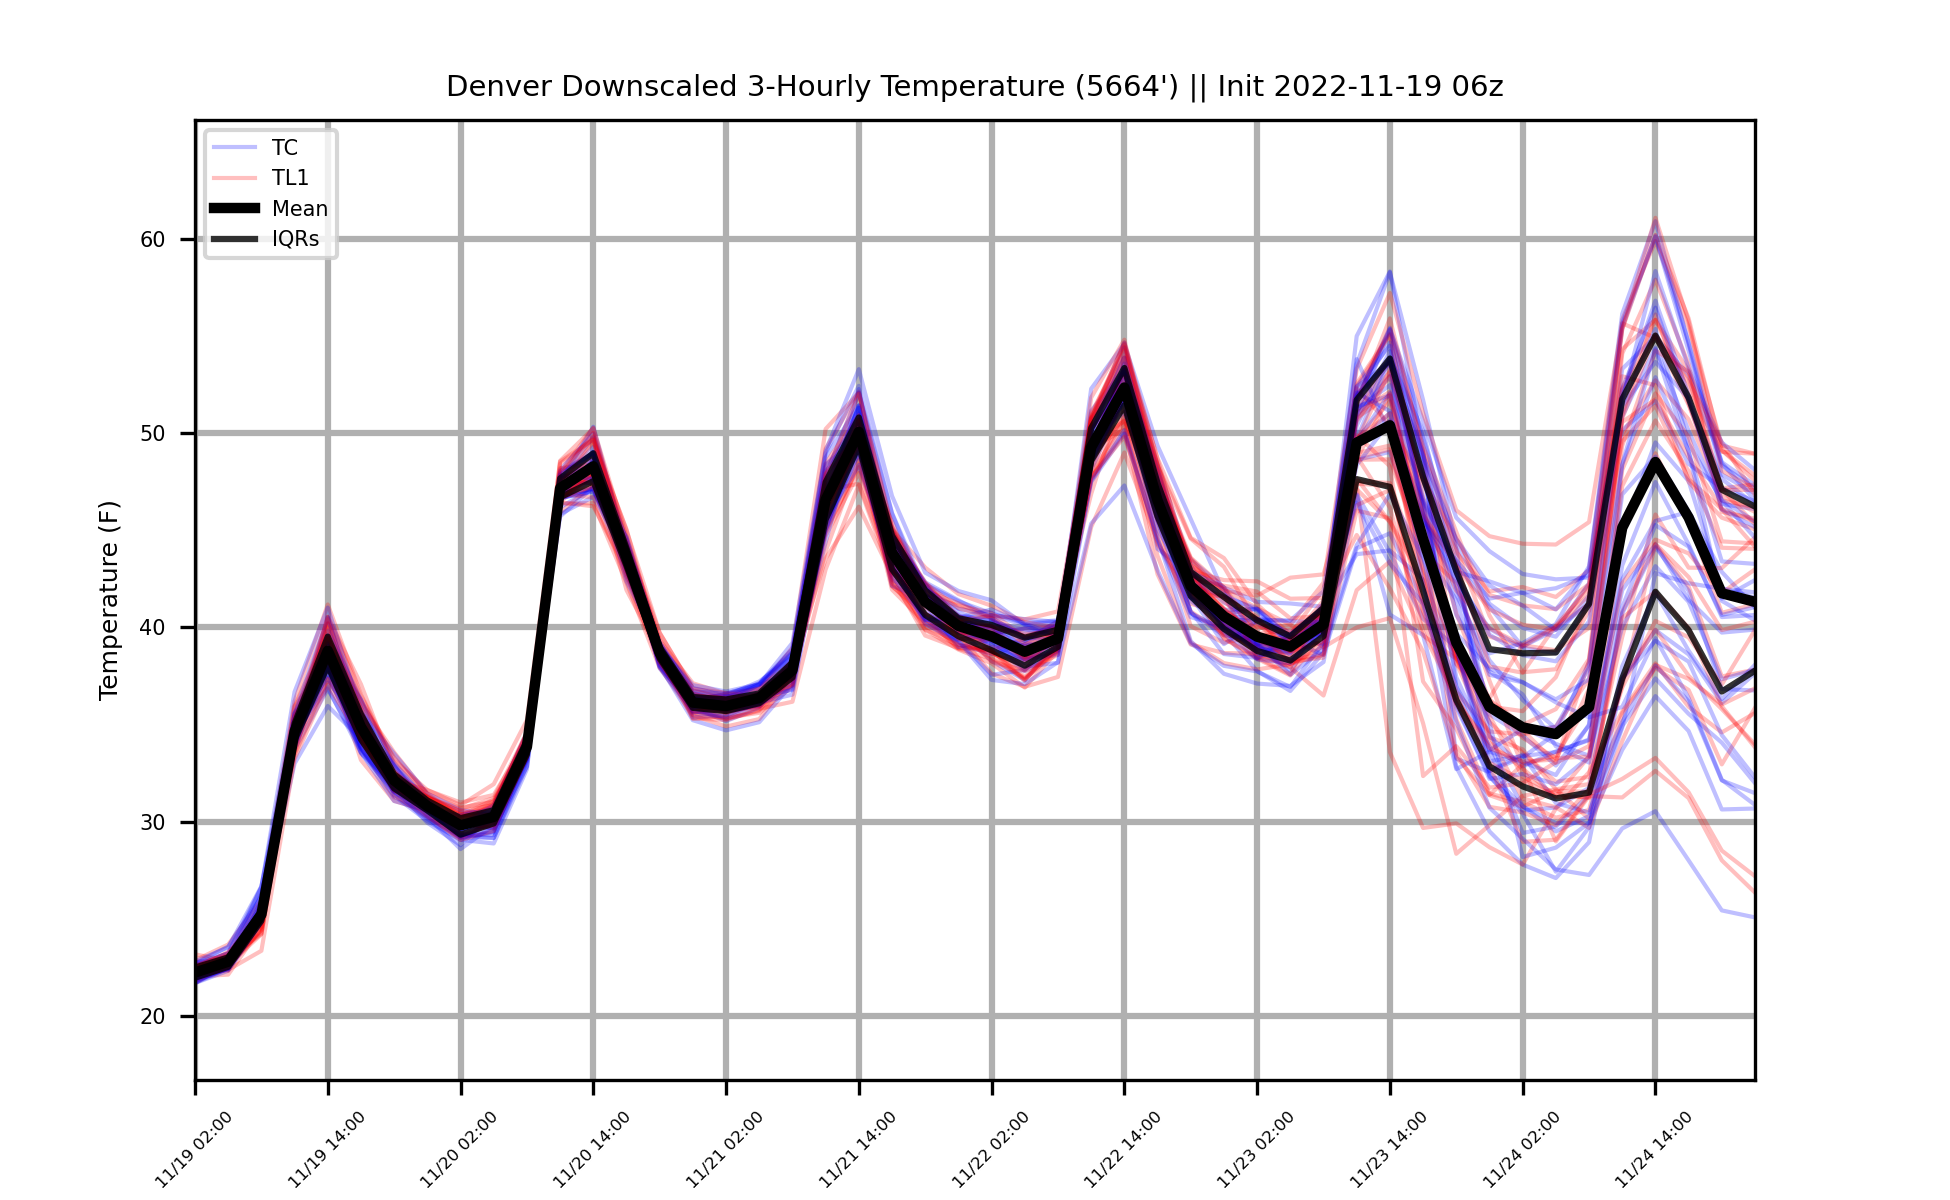 Denver Downscaled 3-Hourly Temperature (5664') || Init 2022-11-19 06z
TC
TL1
Mean
IQRs
Temperature (F)
60
50
40
30
20
11/19 02:00
11/19 14:00
11/20 02:00
11/20 14:00
11/21 02:00
11/21 14:00
11/22 02:00
11/22 14:00
11/23 02:00
11/23 14:00
11/24 02:00
11/24 14:00